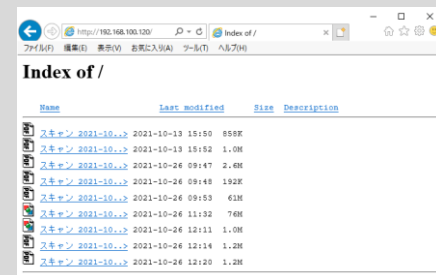 http://192.168.100.120/
Index of /
ファイル(F) 編集(E) 表示(V) お気に入り(A) ツール(T) ヘルプ(H)
Index of /
Name Last modified Size Description
スキャン 2021-10..> 2021-10-13 15:50 859K
スキャン 2021-10..> 2021-10-13 15:52 1.0M
スキャン 2021-10..> 2021-10-26 09:47 2.6M
スキャン 2021-10..> 2021-10-26 09:48 192K
スキャン 2021-10..> 2021-10-26 09:53 61M
スキャン 2021-10..> 2021-10-26 11:32 76M
スキャン 2021-10..> 2021-10-26 12:11 1.0M
スキャン 2021-10..> 2021-10-26 12:14 1.2M
スキャン 2021-10..> 2021-10-26 12:20 1.2M